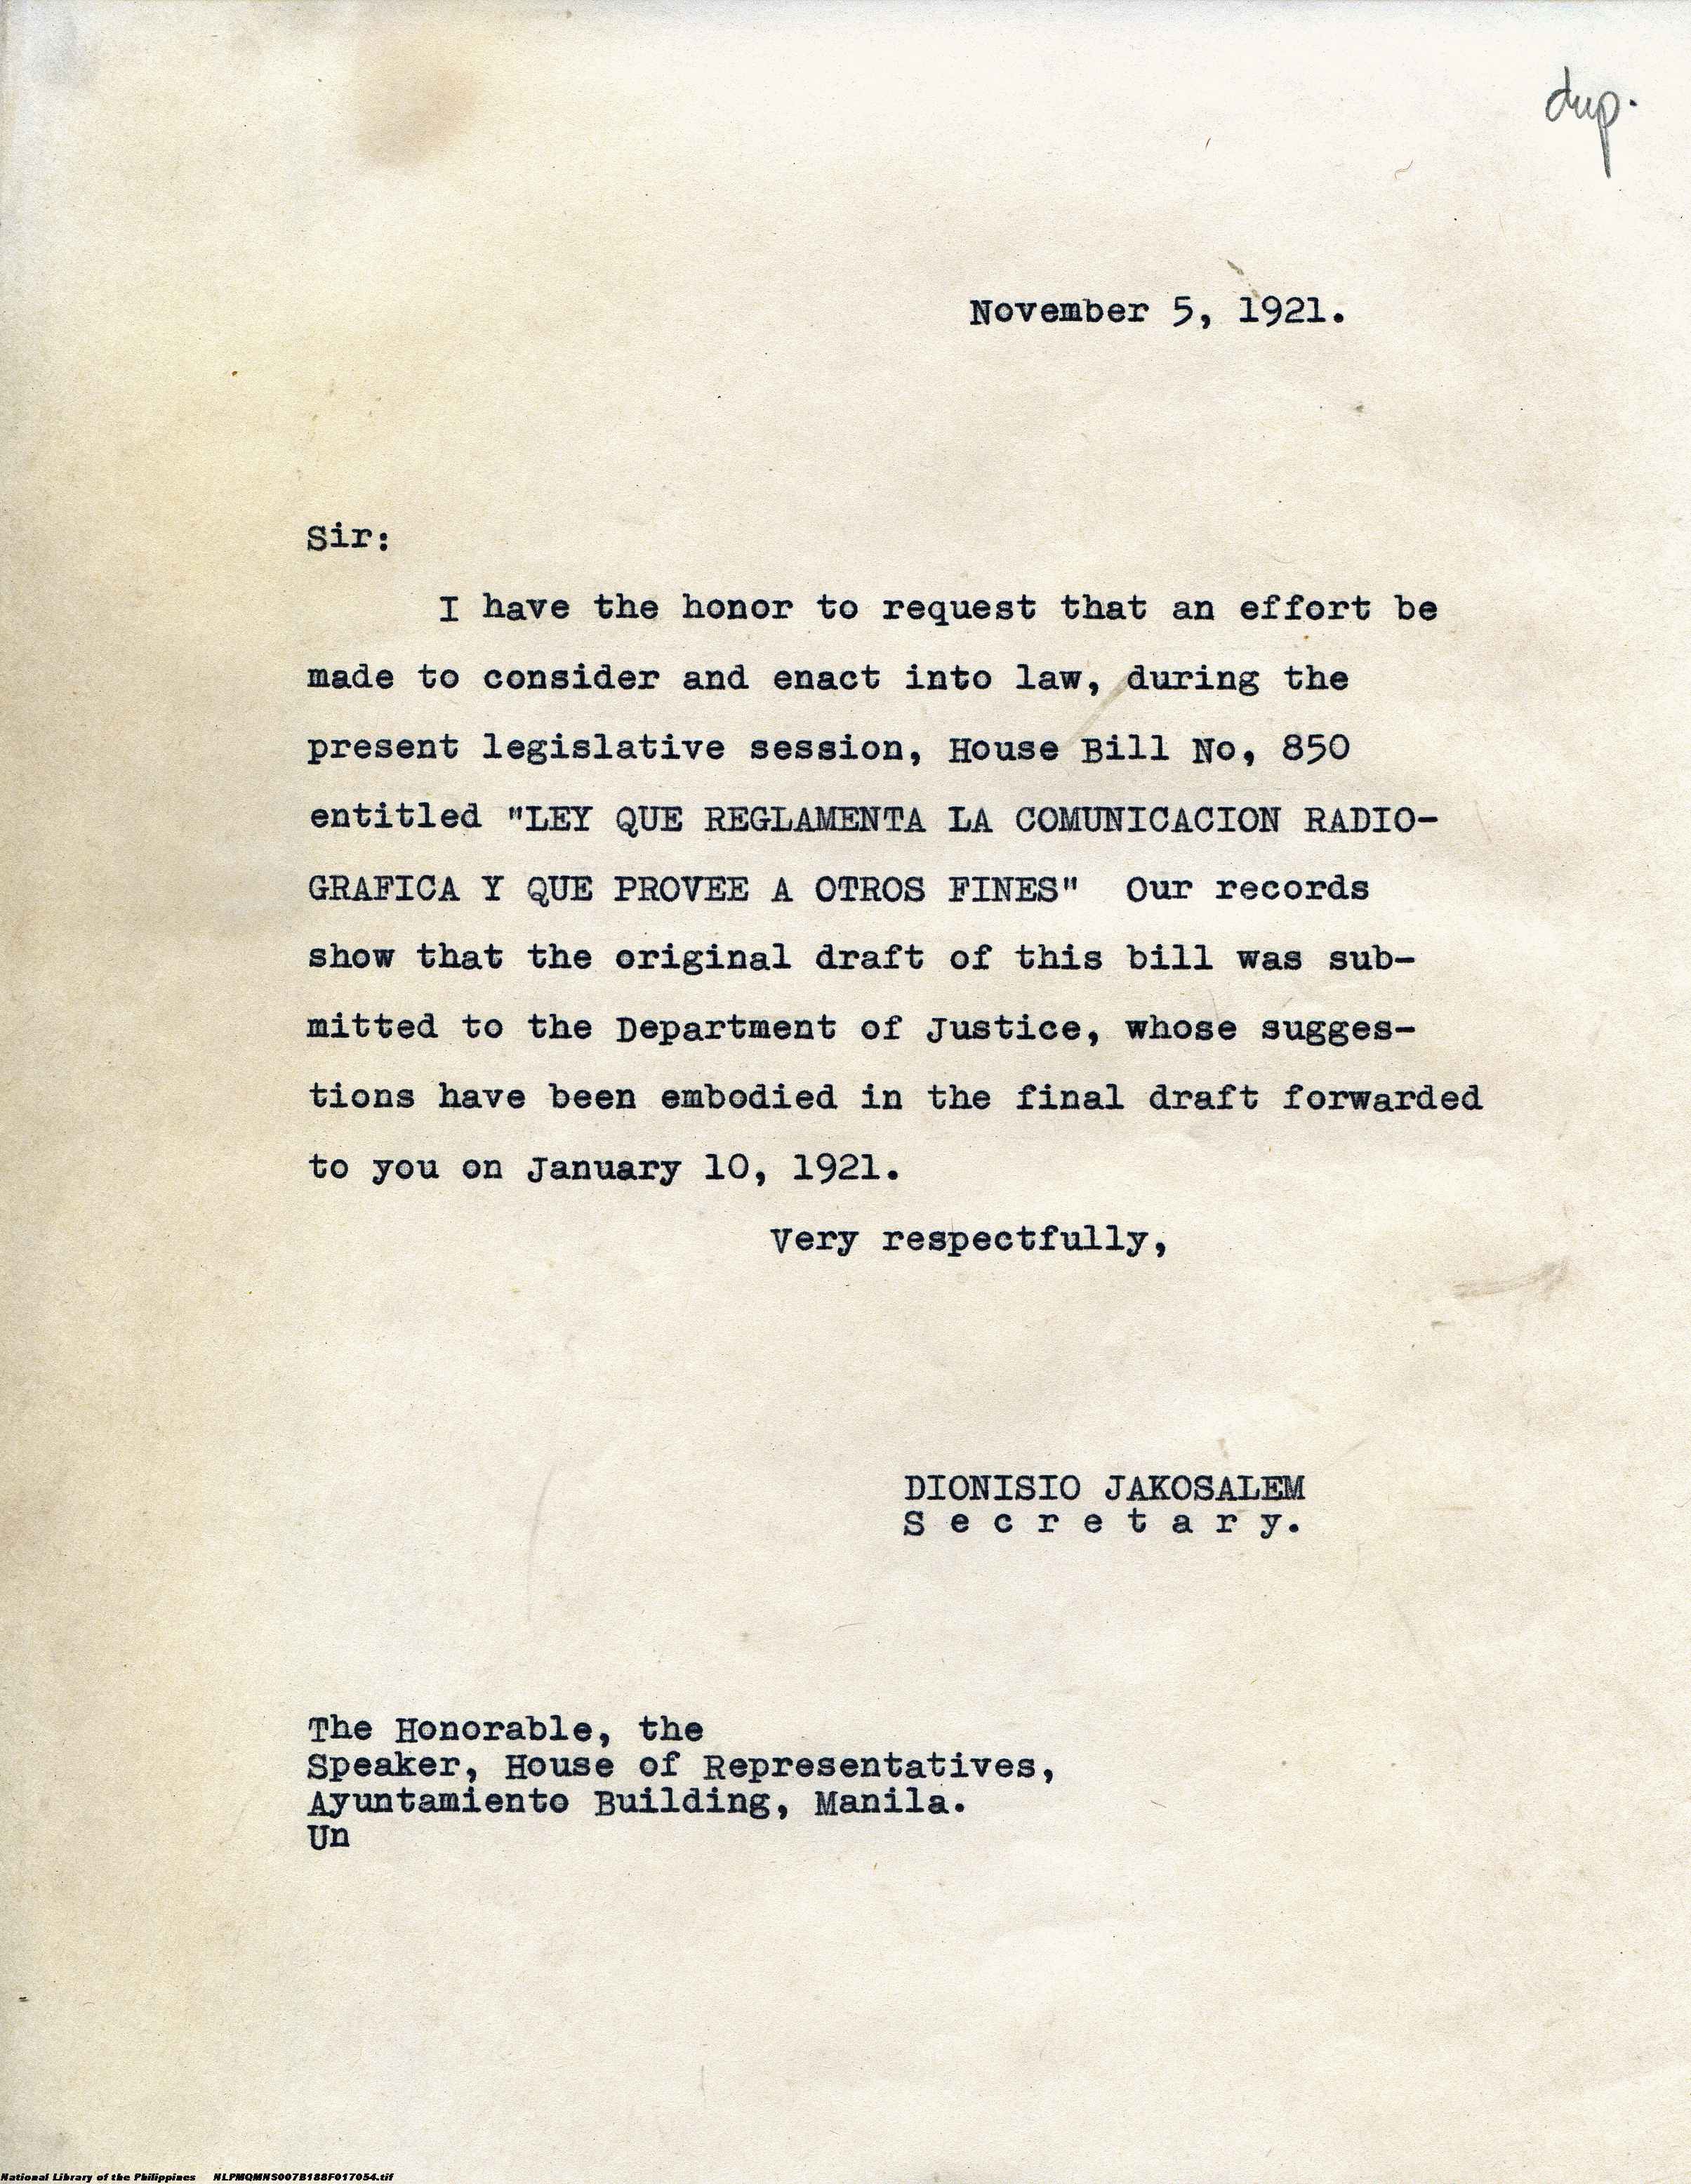 dup.
November 5, 1921.
Sir:
I have the honor to request that an effort be
made to consider and enact into law, during the
present legislative session, House Bill No, 850
entitled "LEY QUE REGLAMENTA LA COMUNICACION RADIO-
GRAFICA Y QUE PROVEE A OTROS FINES" Our records
show that the original draft of this bill was sub-
mitted to the Department of Justice, whose sugges-
tions have been embodied in the final draft forwarded
to you on January 10, 1921.
Very respectfully,
DIONISIO JAKOSALEM
S e c r e t a r y.
The Honorable, the
Speaker, House of Representatives,
Ayuntamiento Building, Manila.
Un
National Library of the Philippines NLPMQMNS007B188F017054.tif